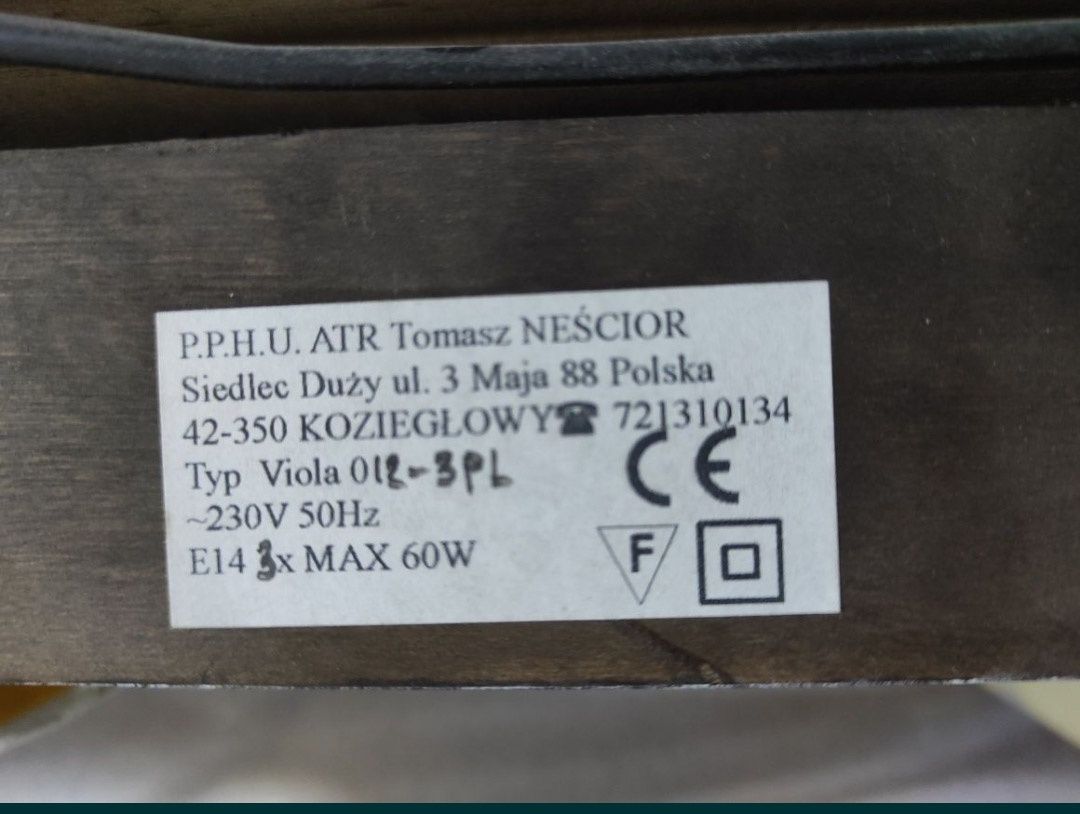 P.P.H.U. ATR Tomasz NEŚCIOR
Siedlec Duży ul. 3 Maja 88 Polska
42-350 KOZIEGŁOWY☎ 721310134
Typ Viola 012-3PL
CE
~230V 50Hz
E14 3x MAX 60W
F